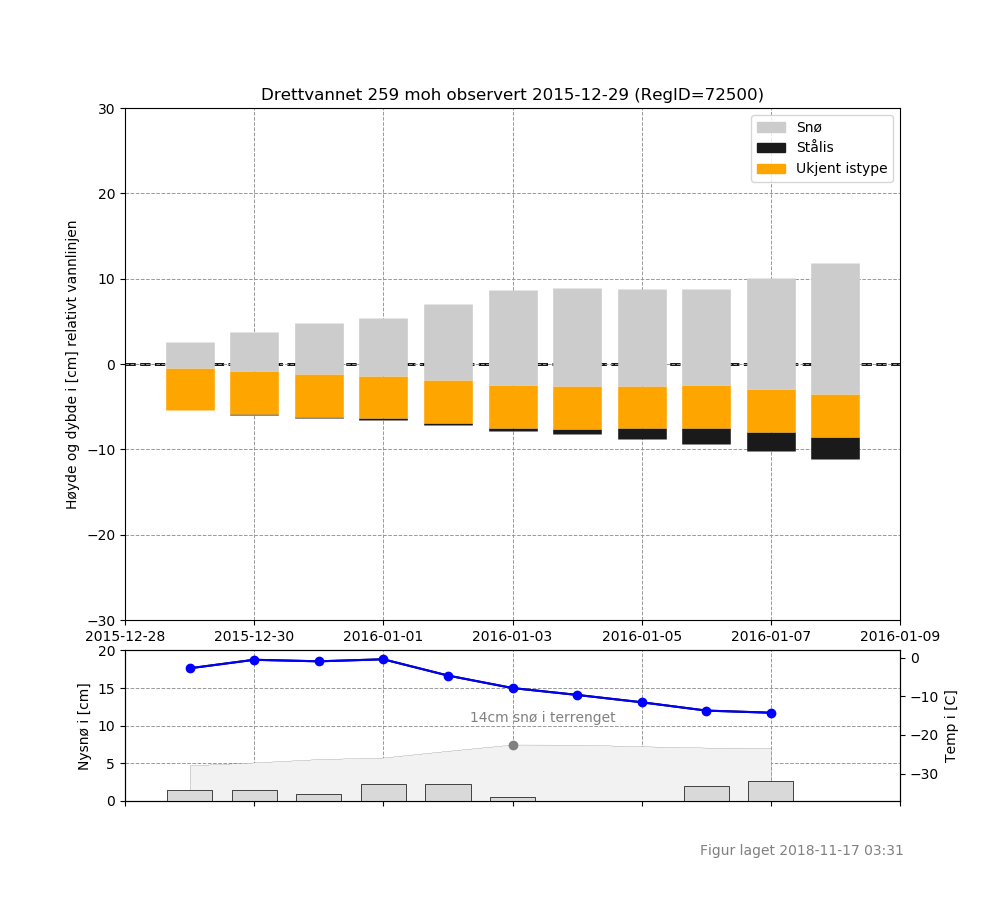 Drettvannet 259 moh observert 2015-12-29 (RegID=72500)
Snø
Stålis
Ukjent istype
Høyde og dybde i [cm] relativt vannlinjen
30
20
10
0
−10
−20
−30
2015-12-28 2015-12-30 2016-01-01 2016-01-03 2016-01-05 2016-01-07 2016-01-09
Nysnø i [cm]
20
15
10
5
0
14cm snø i terrenget
0
−10
−20
−30
Temp i [C]
Figur laget 2018-11-17 03:31